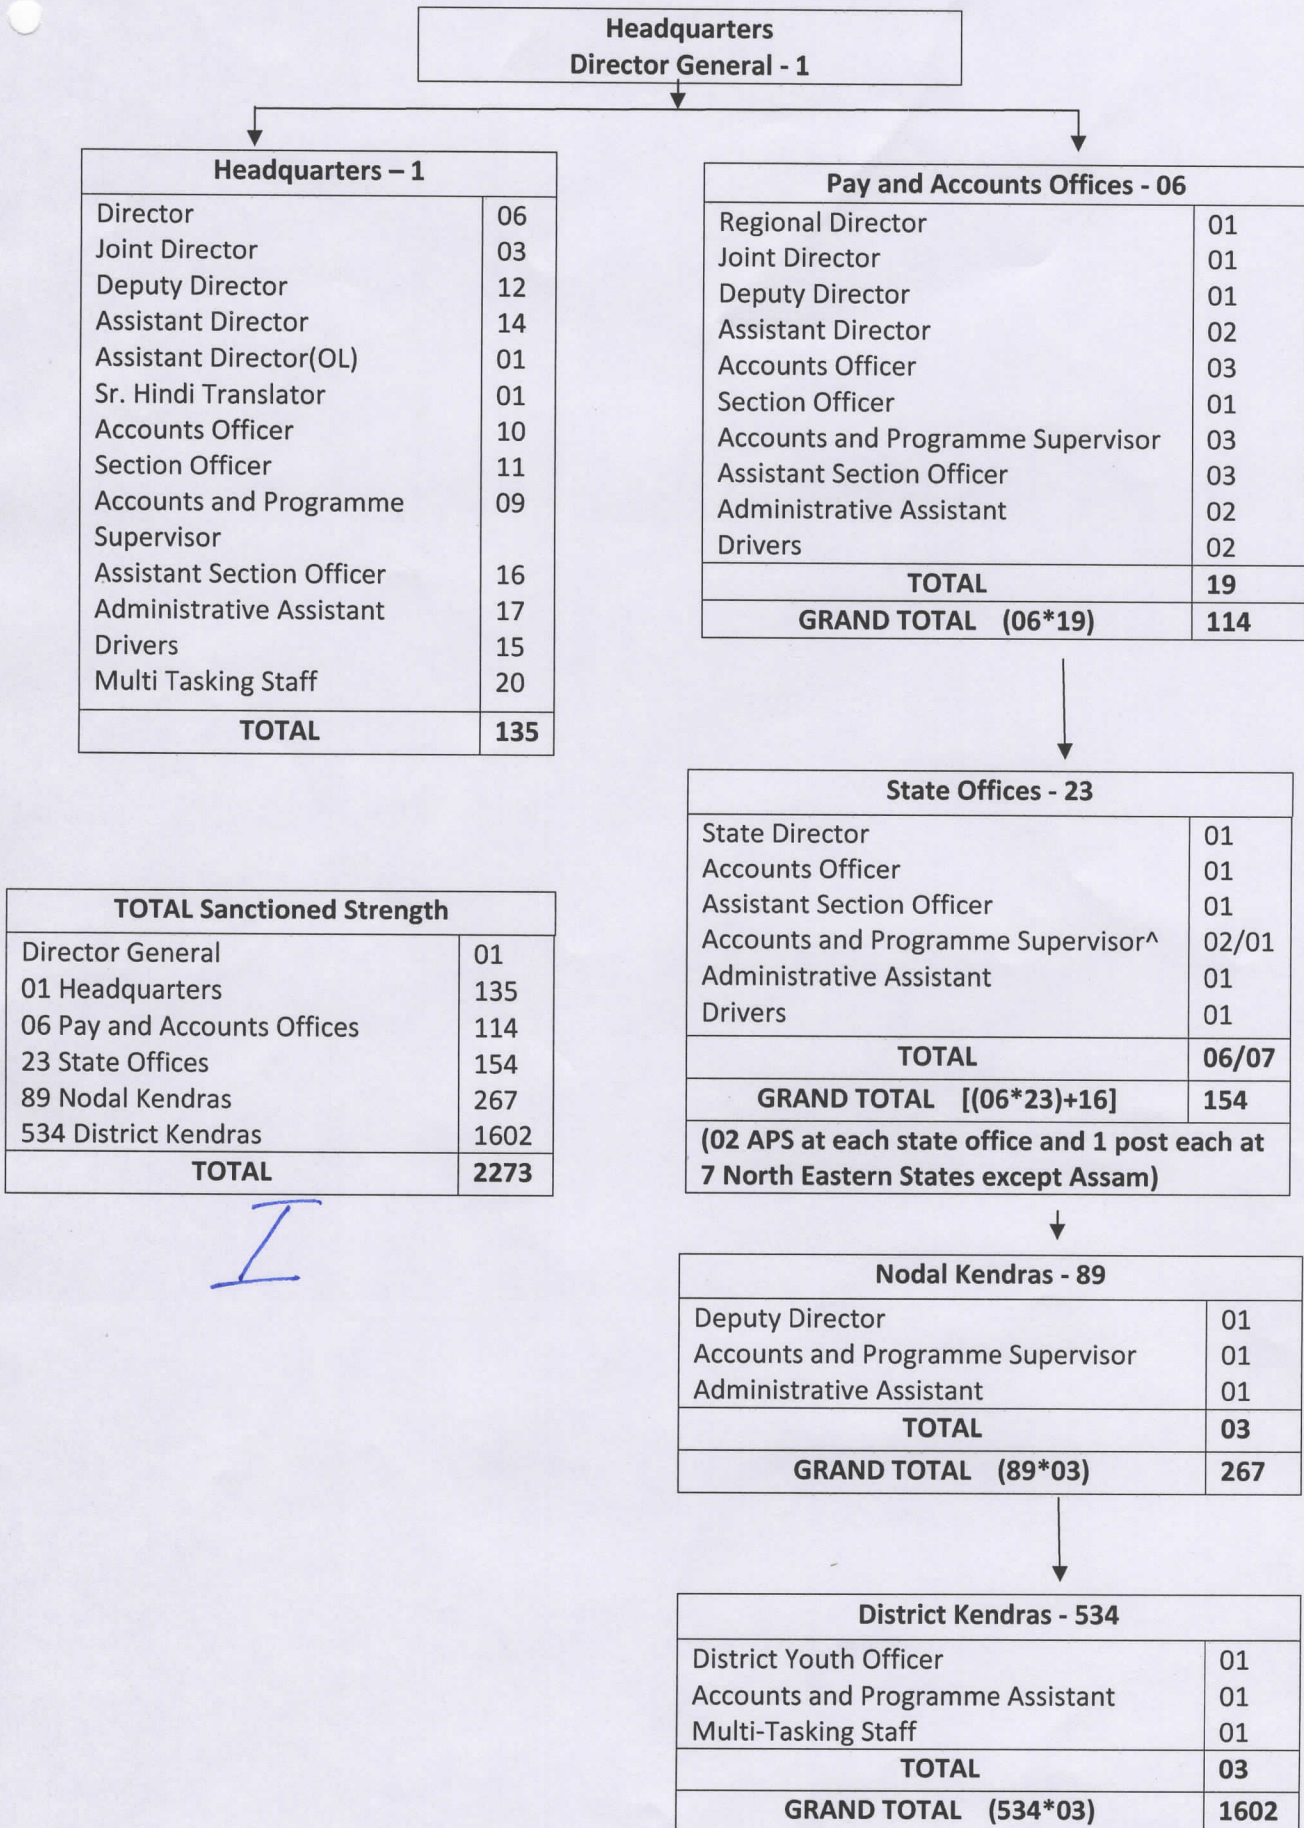 Headquarters
Director General - 1
Headquarters – 1
Director 06
Joint Director 03
Deputy Director 12
Assistant Director 14
Assistant Director(OL) 01
Sr. Hindi Translator 01
Accounts Officer 10
Section Officer 11
Accounts and Programme 09
Supervisor
Assistant Section Officer 16
Administrative Assistant 17
Drivers 15
Multi Tasking Staff 20
TOTAL 135
Pay and Accounts Offices - 06
Regional Director 01
Joint Director 01
Deputy Director 01
Assistant Director 02
Accounts Officer 03
Section Officer 01
Accounts and Programme Supervisor 03
Assistant Section Officer 03
Administrative Assistant 02
Drivers 02
TOTAL 19
GRAND TOTAL (06*19) 114
State Offices - 23
State Director 01
Accounts Officer 01
Assistant Section Officer 01
Accounts and Programme Supervisor^ 02/01
Administrative Assistant 01
Drivers 01
TOTAL 06/07
GRAND TOTAL [(06*23)+16] 154
(02 APS at each state office and 1 post each at
7 North Eastern States except Assam)
TOTAL Sanctioned Strength
Director General 01
01 Headquarters 135
06 Pay and Accounts Offices 114
23 State Offices 154
89 Nodal Kendras 267
534 District Kendras 1602
TOTAL 2273
I
Nodal Kendras - 89
Deputy Director 01
Accounts and Programme Supervisor 01
Administrative Assistant 01
TOTAL 03
GRAND TOTAL (89*03) 267
District Kendras - 534
District Youth Officer 01
Accounts and Programme Assistant 01
Multi-Tasking Staff 01
TOTAL 03
GRAND TOTAL (534*03) 1602